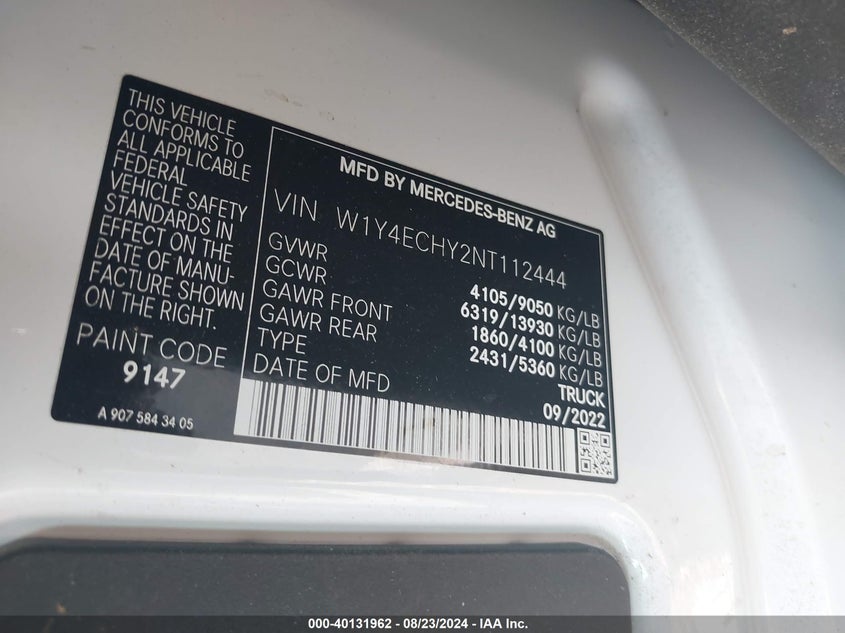 THIS VEHICLE
CONFORMS TO
ALL APPLICABLE
FEDERAL
VEHICLE SAFETY
STANDARDS IN
EFFECT ON THE
DATE OF MANU-
FACTURE SHOWN
ON THE RIGHT.
PAINT CODE
9147
A 907 584 34 05
MFD BY MERCEDES-BENZ AG
VIN W1Y4ECHY2NT112444
GVWR 4105/9050 KG/LB
GCWR 6319/13930 KG/LB
GAWR FRONT 1860/4100 KG/LB
GAWR REAR 2431/5360 KG/LB
TYPE TRUCK
DATE OF MFD 09/2022
000-40131962 - 08/23/2024 - IAA Inc.